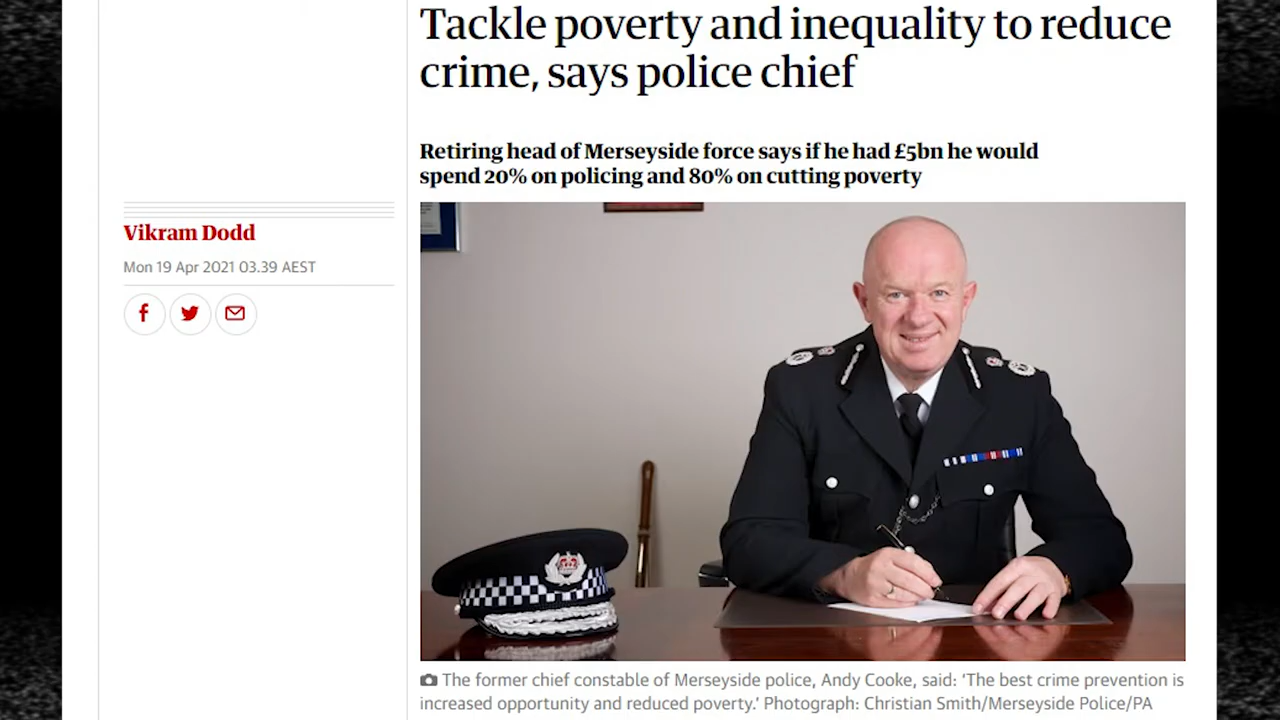 Tackle poverty and inequality to reduce
crime, says police chief
Retiring head of Merseyside force says if he had £5bn he would
spend 20% on policing and 80% on cutting poverty
Vikram Dodd
Mon 19 Apr 2021 03.39 AEST
The former chief constable of Merseyside police, Andy Cooke, said: ‘The best crime prevention is
increased opportunity and reduced poverty.’ Photograph: Christian Smith/Merseyside Police/PA